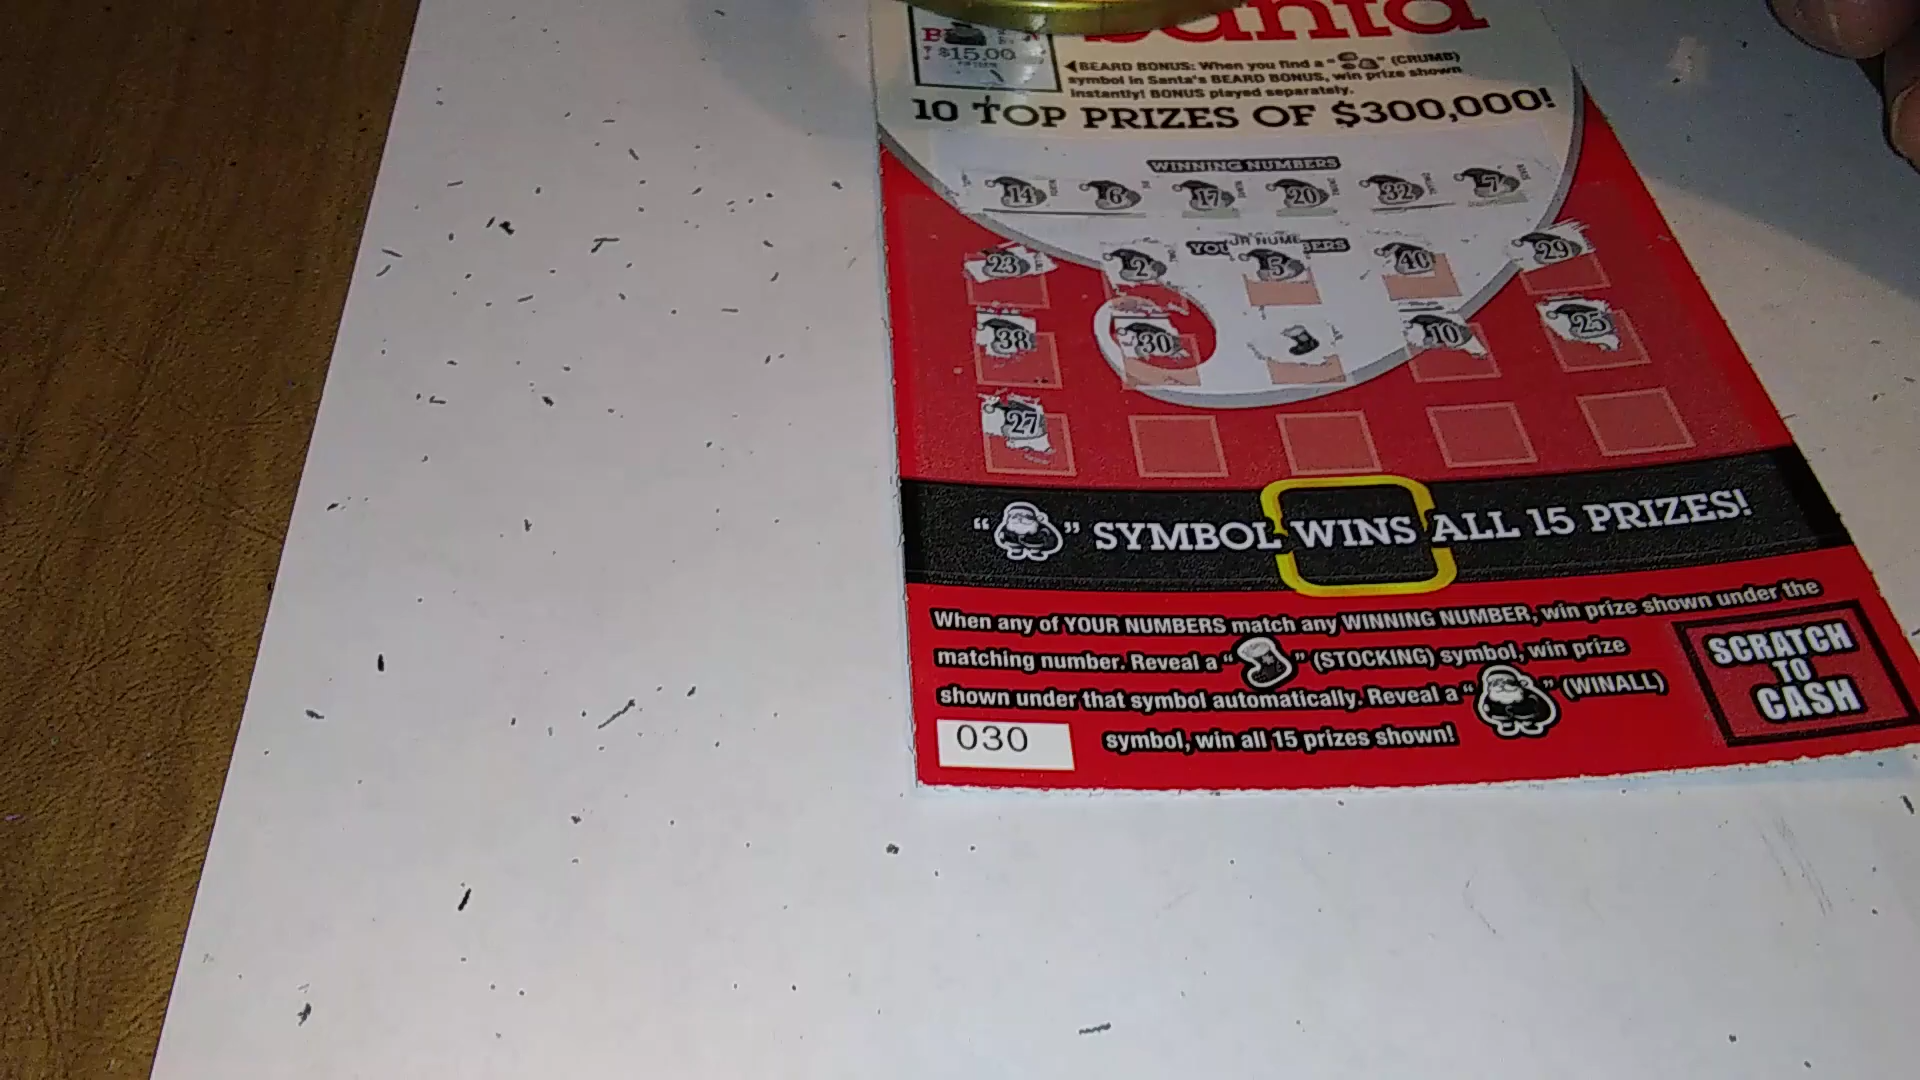 Santa
$15.00
BEARD BONUS: When you find a " " (CRUMB)
symbol in Santa's BEARD BONUS, win prize shown
instantly! BONUS played separately.
10 TOP PRIZES OF $300,000!
WINNING NUMBERS
14 6 17 20 32 7
YOUR NUMBERS
23 2 5 40 29
38 30 10 25
27
" " SYMBOL WINS ALL 15 PRIZES!
When any of YOUR NUMBERS match any WINNING NUMBER, win prize shown under the
matching number. Reveal a " " (STOCKING) symbol, win prize
shown under that symbol automatically. Reveal a " " (WINALL)
symbol, win all 15 prizes shown!
SCRATCH
TO
CASH
030